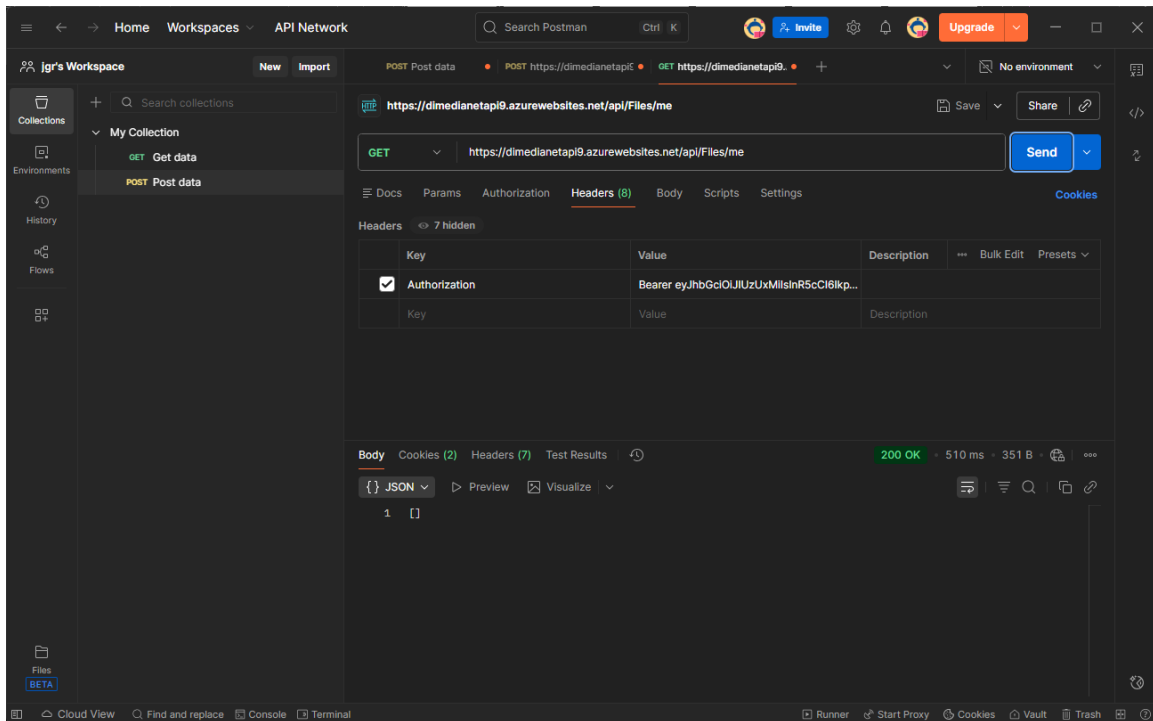 Home Workspaces API Network Search Postman Ctrl K Invite Upgrade
jgr's Workspace New Import POST Post data POST https://dimedianetapi9 GET https://dimedianetapi9.. No environment
Collections
Search collections
My Collection
GET Get data
POST Post data
Environments
History
Flows
Files
BETA
HTTP https://dimedianetapi9.azurewebsites.net/api/Files/me Save Share
GET https://dimedianetapi9.azurewebsites.net/api/Files/me Send
Docs Params Authorization Headers (8) Body Scripts Settings Cookies
Headers 7 hidden
Key Value Description Bulk Edit Presets
Authorization Bearer eyJhbGciOiJIUzUxMiIsInR5cCI6Ikp...
Key Value Description
Body Cookies (2) Headers (7) Test Results 200 OK 510 ms 351 B
{} JSON Preview Visualize
1 []
Cloud View Find and replace Console Terminal Runner Start Proxy Cookies Vault Trash